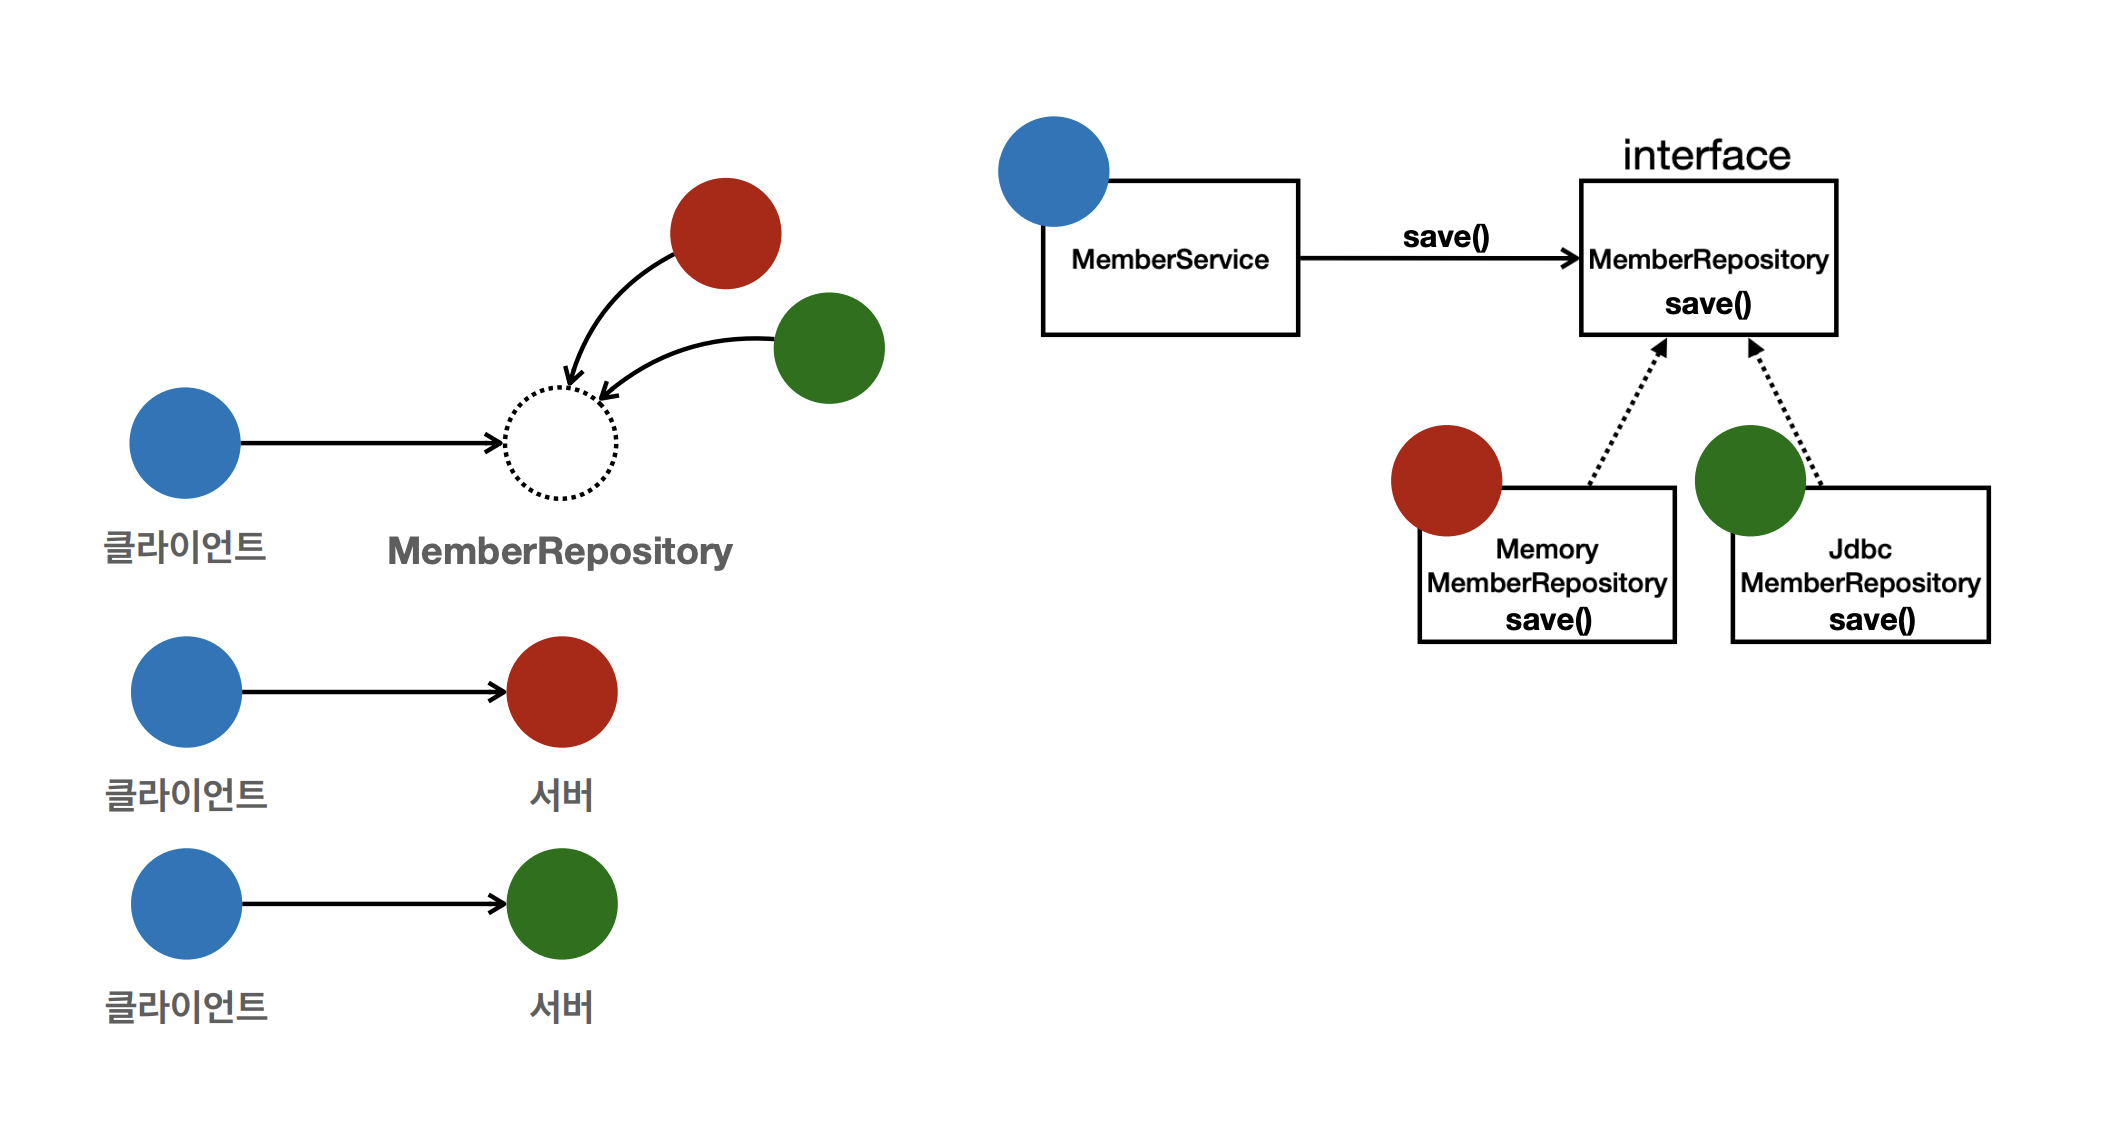 클라이언트
MemberRepository
클라이언트
서버
클라이언트
서버
interface
MemberService
save()
MemberRepository
save()
Memory
MemberRepository
save()
Jdbc
MemberRepository
save()